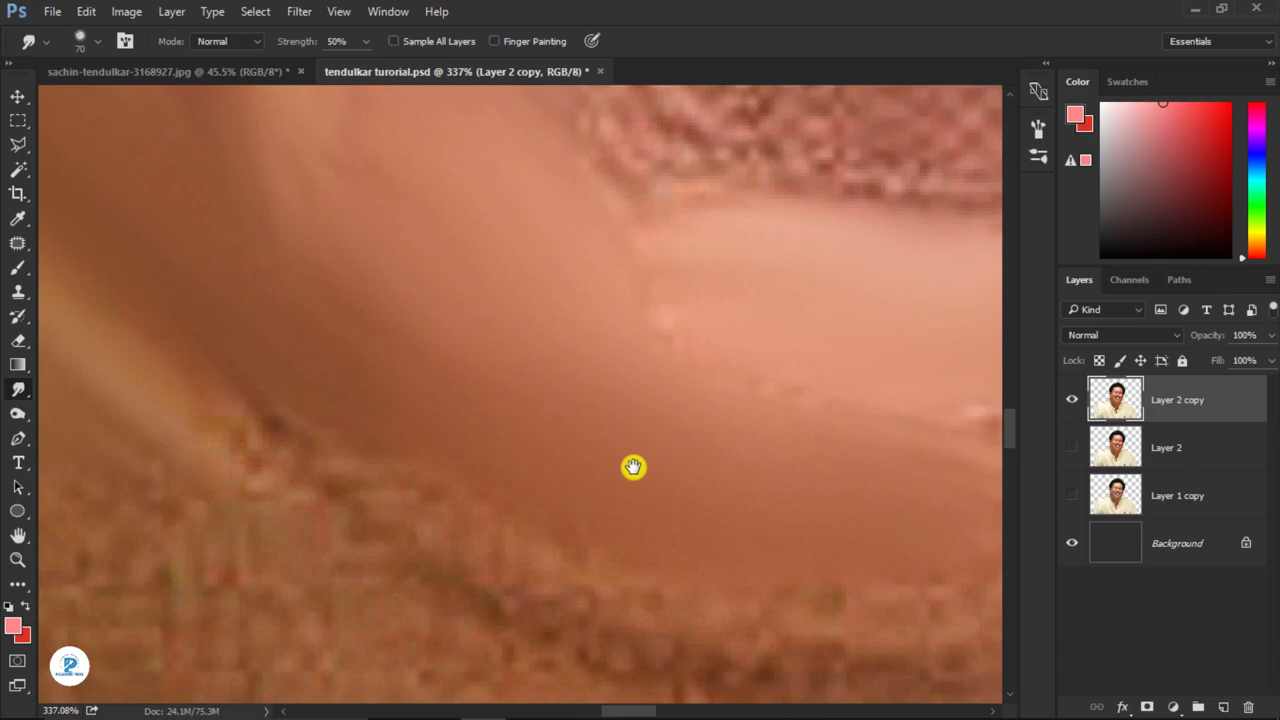 Ps File Edit Image Layer Type Select Filter View Window Help
70 Mode: Normal Strength: 50% Sample All Layers Finger Painting Essentials
sachin-tendulkar-3168927.jpg @ 45.5% (RGB/8*) * × tendulkar turorial.psd @ 337% (Layer 2 copy, RGB/8) * ×
Color Swatches
Layers Channels Paths
Kind
Normal Opacity: 100%
Lock: Fill: 100%
Layer 2 copy
Layer 2
Layer 1 copy
Background
337.08% Doc: 24.1M/75.3M